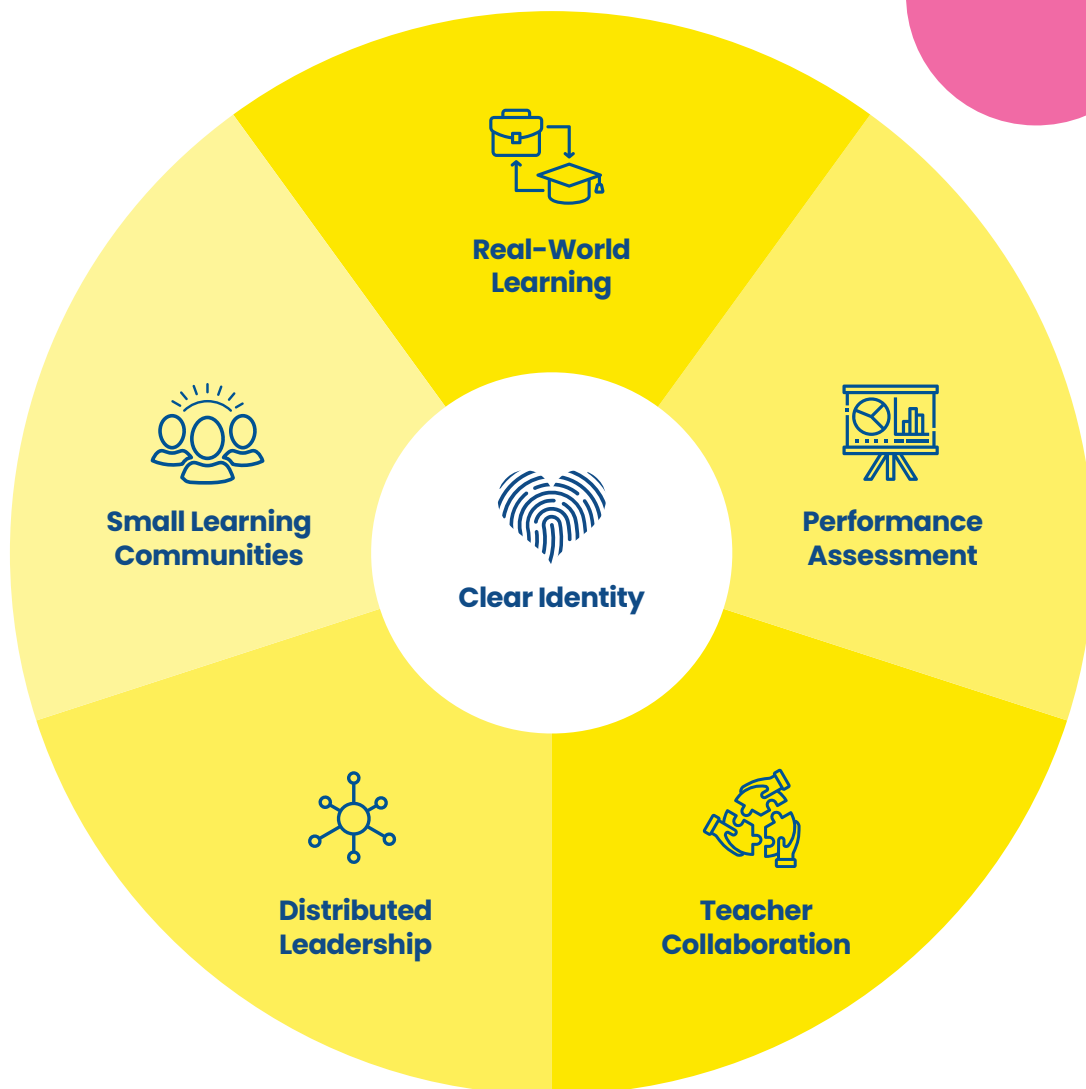 Real-World
Learning
Small Learning
Communities
Performance
Assessment
Clear Identity
Distributed
Leadership
Teacher
Collaboration